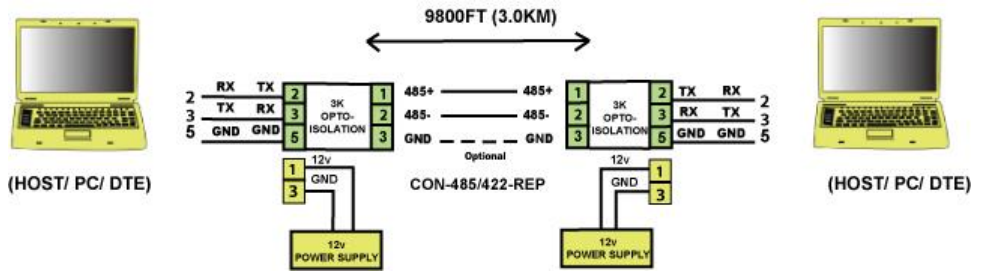 9800FT (3.0KM)
2 RX TX 2 3K OPTO-ISOLATION 1 485+ 485+ 1 3K OPTO-ISOLATION 2 TX RX 2
3 TX RX 3 2 485- 485- 2 3 RX TX 3
5 GND GND 5 3 GND GND 3 5 GND GND 5
Optional
(HOST/ PC/ DTE)
1 12v
3 GND
CON-485/422-REP
12v 1
GND 3
(HOST/ PC/ DTE)
12v
POWER SUPPLY
12v
POWER SUPPLY